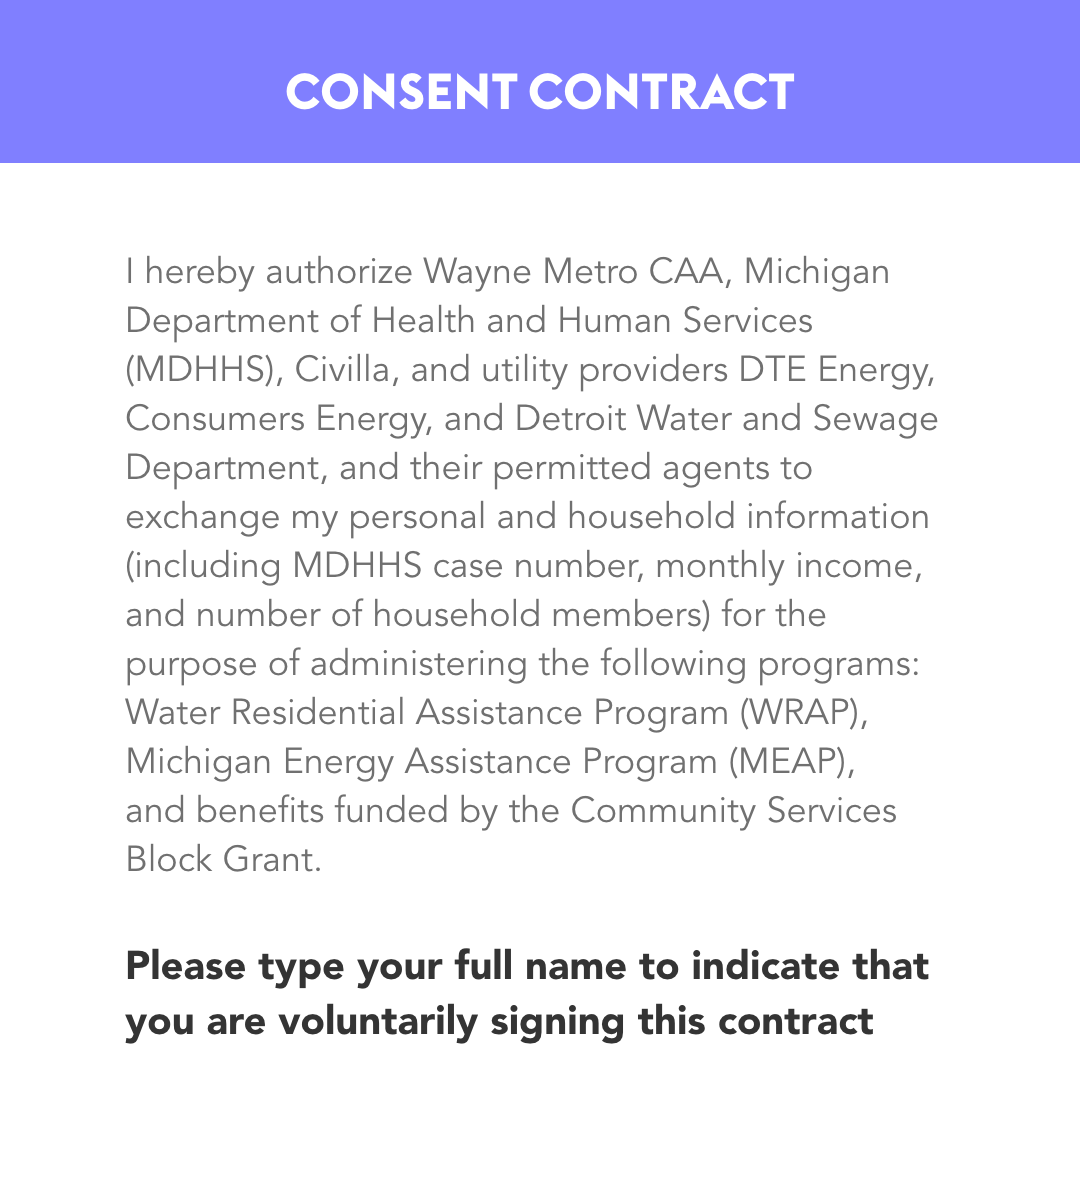 CONSENT CONTRACT
I hereby authorize Wayne Metro CAA, Michigan
Department of Health and Human Services
(MDHHS), Civilla, and utility providers DTE Energy,
Consumers Energy, and Detroit Water and Sewage
Department, and their permitted agents to
exchange my personal and household information
(including MDHHS case number, monthly income,
and number of household members) for the
purpose of administering the following programs:
Water Residential Assistance Program (WRAP),
Michigan Energy Assistance Program (MEAP),
and benefits funded by the Community Services
Block Grant.
Please type your full name to indicate that
you are voluntarily signing this contract